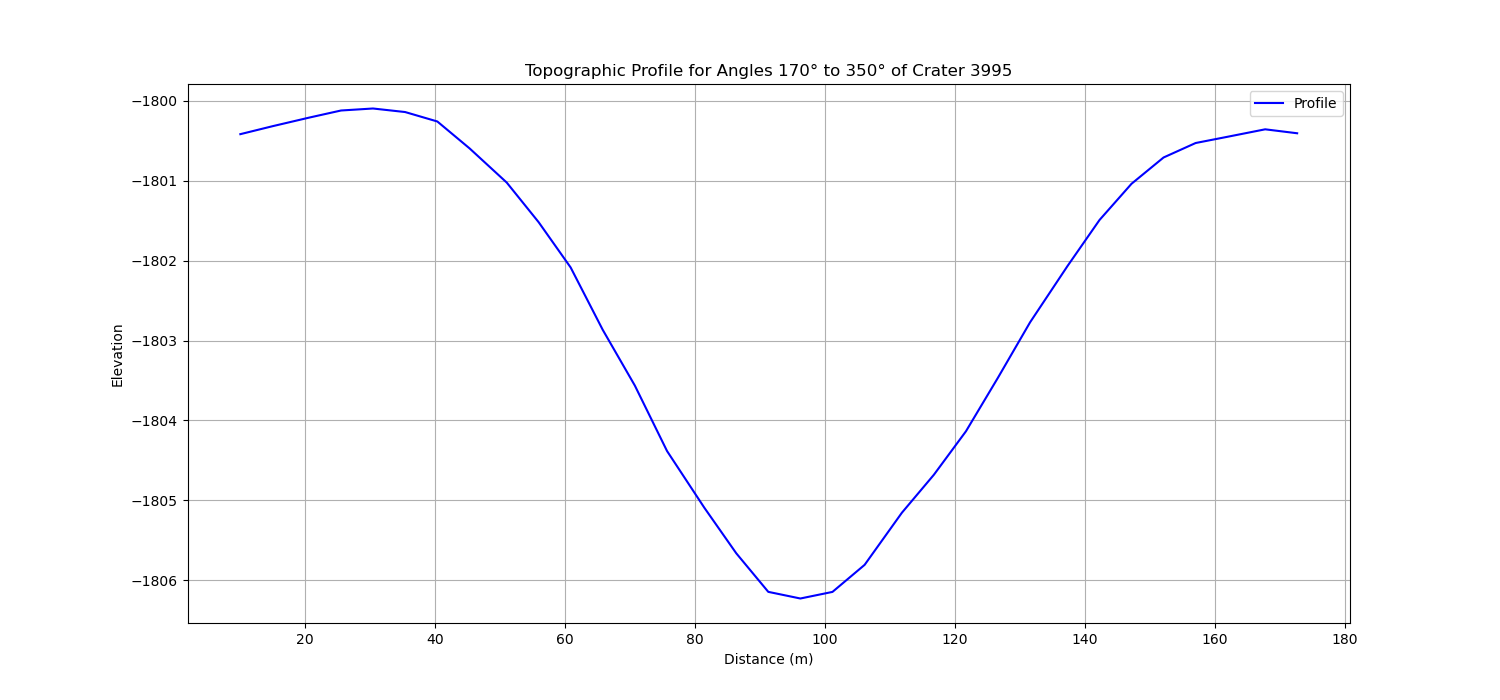 Topographic Profile for Angles 170° to 350° of Crater 3995
Profile
Elevation
−1800
−1801
−1802
−1803
−1804
−1805
−1806
20 40 60 80 100 120 140 160 180
Distance (m)